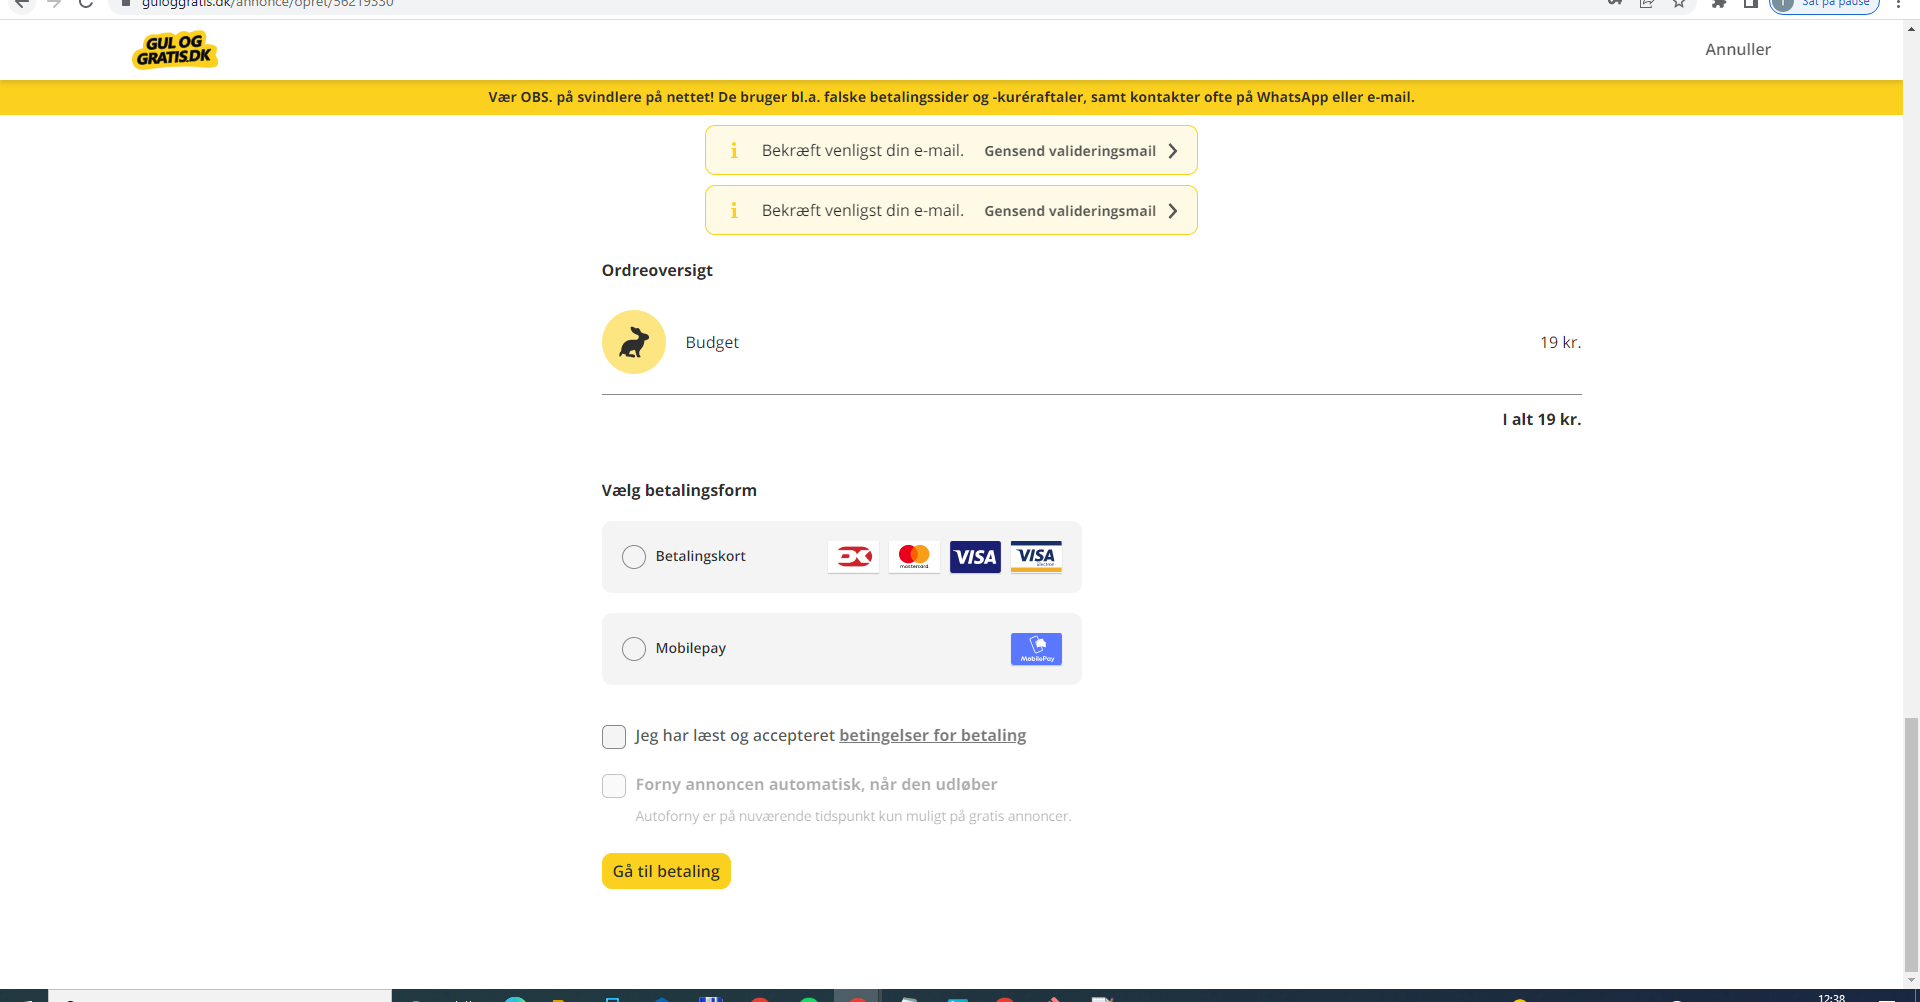 guloggratis.dk/annonce/opret/56219330
Sat på pause
GUL OG
GRATIS.DK
Annuller
Vær OBS. på svindlere på nettet! De bruger bl.a. falske betalingssider og -kuréraftaler, samt kontakter ofte på WhatsApp eller e-mail.
Bekræft venligst din e-mail. Gensend valideringsmail
Bekræft venligst din e-mail. Gensend valideringsmail
Ordreoversigt
Budget 19 kr.
I alt 19 kr.
Vælg betalingsform
Betalingskort mastercard VISA VISA Electron
Mobilepay MobilePay
Jeg har læst og accepteret betingelser for betaling
Forny annoncen automatisk, når den udløber
Autoforny er på nuværende tidspunkt kun muligt på gratis annoncer.
Gå til betaling
12:38